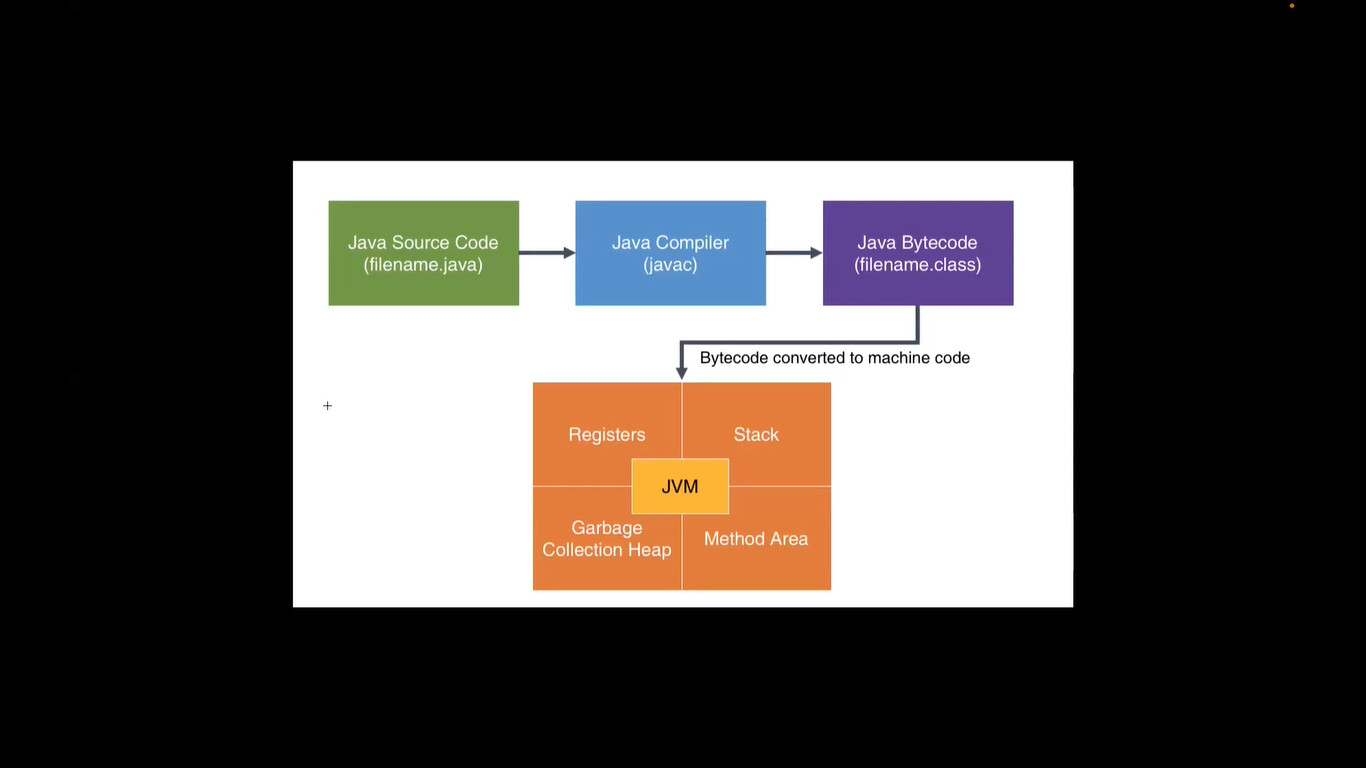 Java Source Code
(filename.java)
Java Compiler
(javac)
Java Bytecode
(filename.class)
Bytecode converted to machine code
Registers
Stack
JVM
Garbage
Collection Heap
Method Area